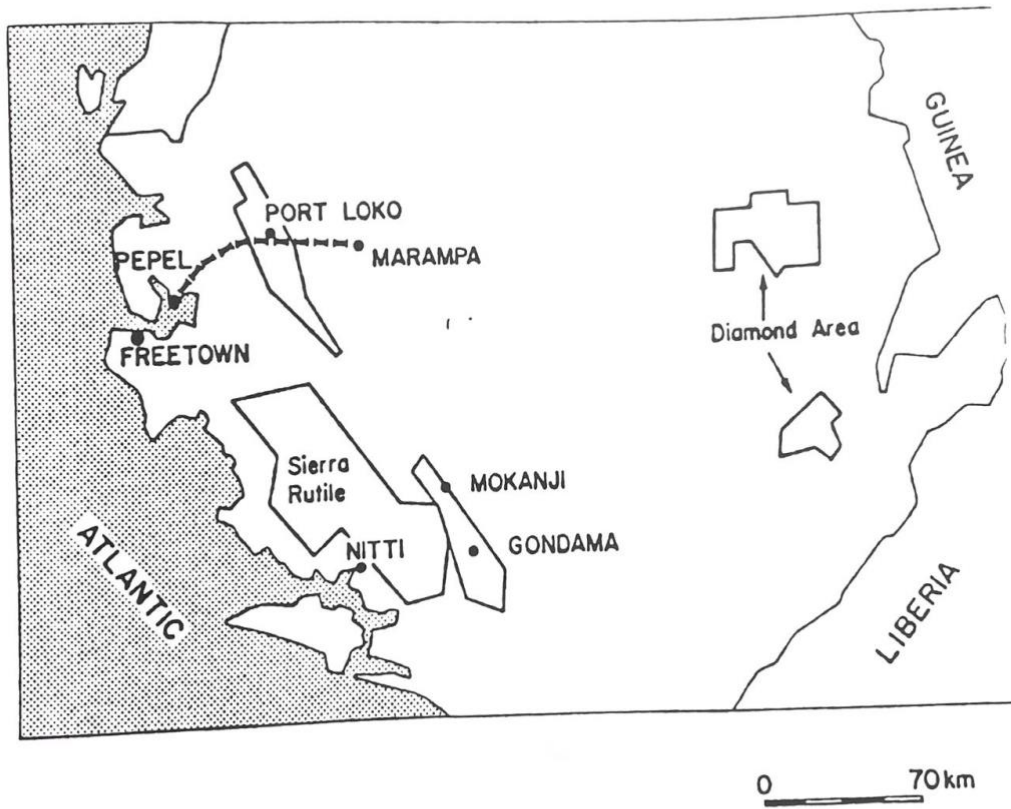 GUINEA
PORT LOKO
MARAMPA
PEPEL
FREETOWN
Diamond Area
Sierra
Rutile
MOKANJI
GONDAMA
NITTI
ATLANTIC
LIBERIA
0 70 km